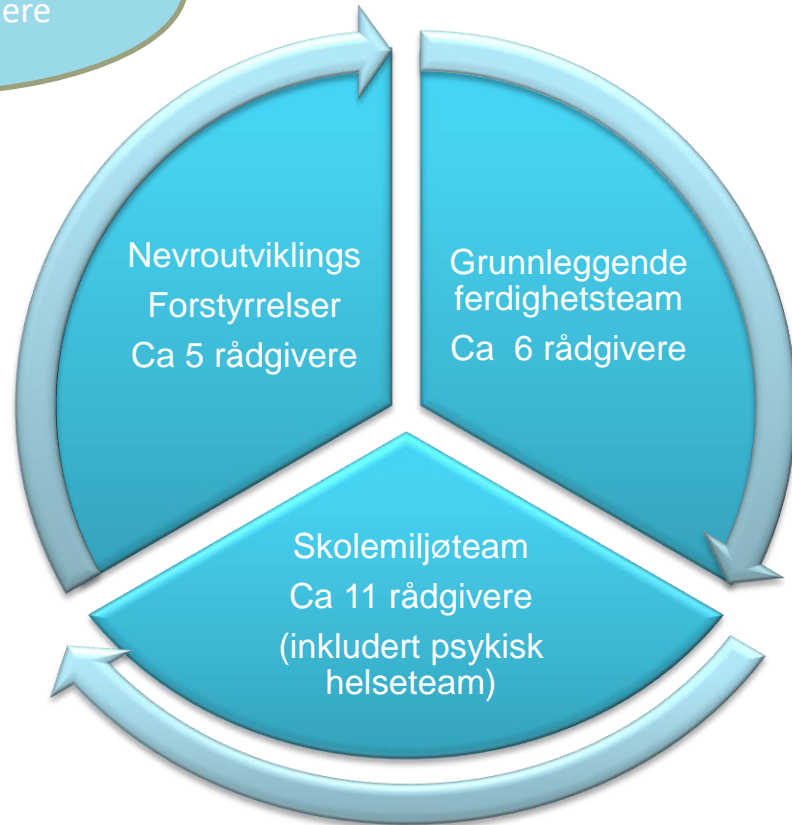 ere
Nevroutviklings
Forstyrrelser
Ca 5 rådgivere
Grunnleggende
ferdighetsteam
Ca  6 rådgivere
Skolemiljøteam
Ca 11 rådgivere
(inkludert psykisk
helseteam)